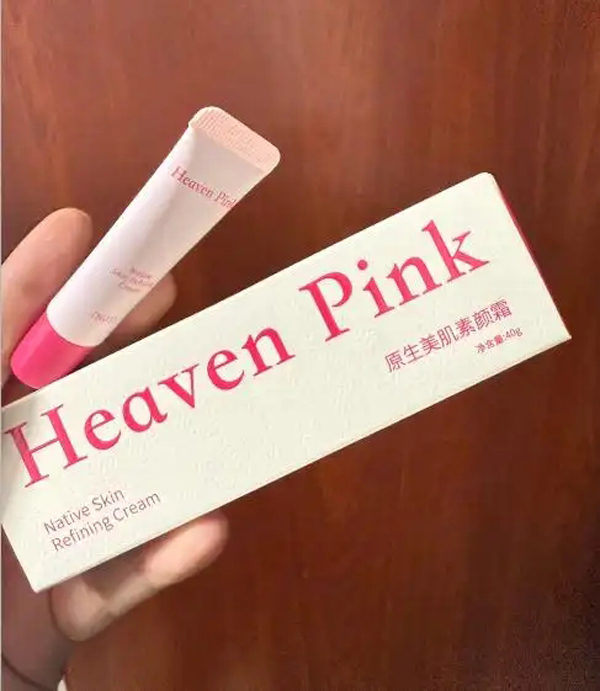 Heaven Pink
Heaven Pink
原生美肌素颜霜
净含量:40g
Native Skin
Refining Cream